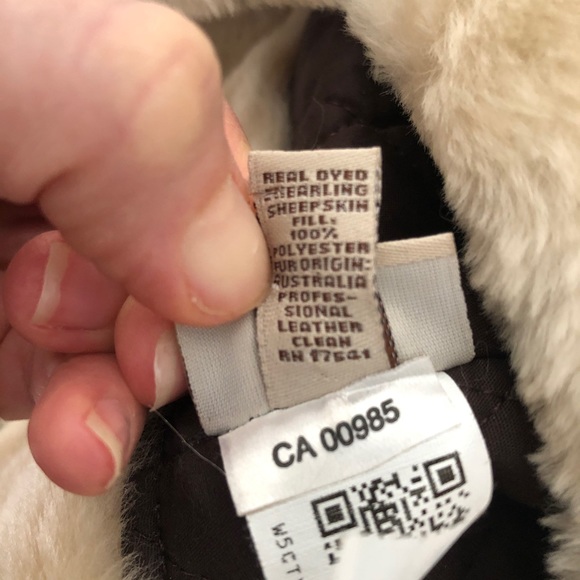 REAL DYED
SHEARLING
SHEEPSKIN
FILL:
100%
POLYESTER
FUR ORIGIN:
AUSTRALIA
PROFES-
SIONAL
LEATHER
CLEAN
RN 17541
CA 00985